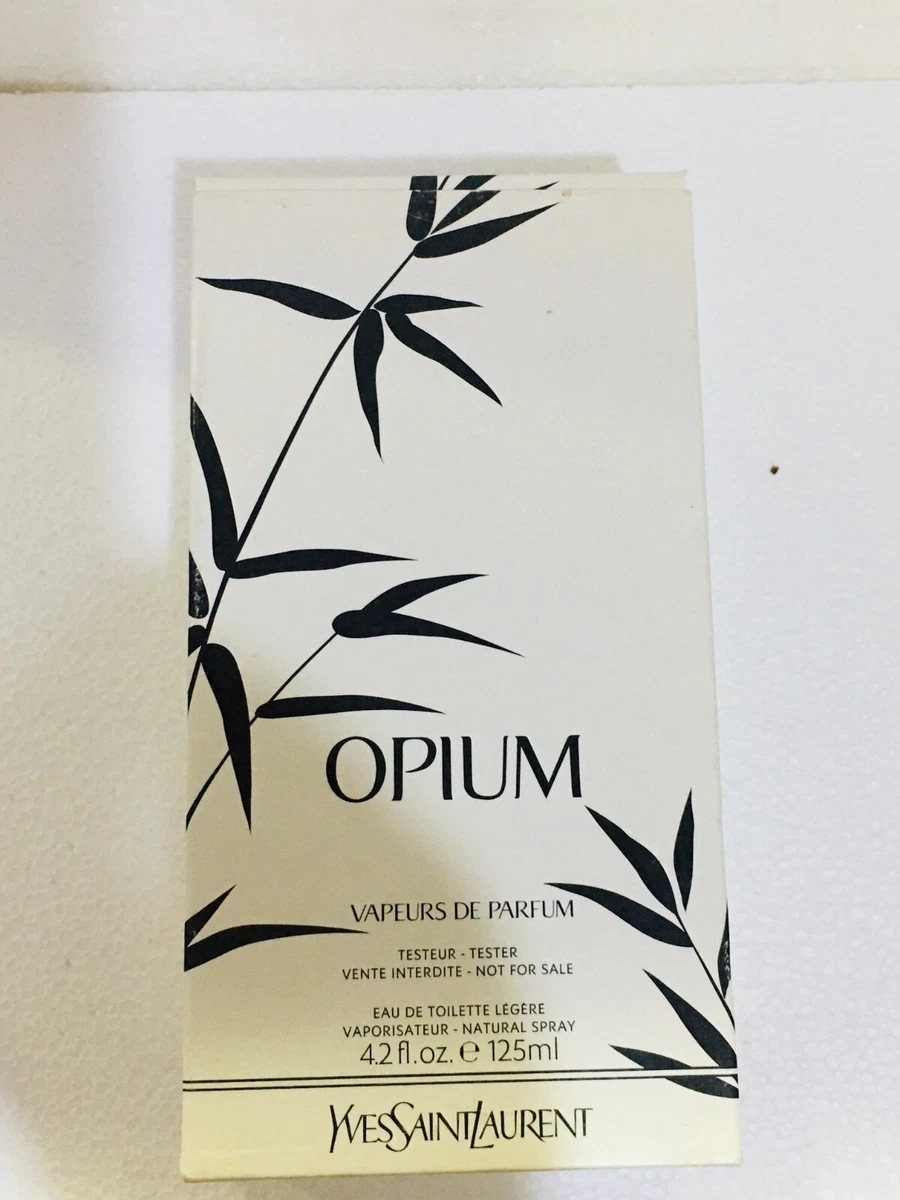 OPIUM
VAPEURS DE PARFUM
TESTEUR - TESTER
VENTE INTERDITE - NOT FOR SALE
EAU DE TOILETTE LÉGÈRE
VAPORISATEUR - NATURAL SPRAY
4.2 fl.oz. ℮ 125ml
YVESSAINTLAURENT